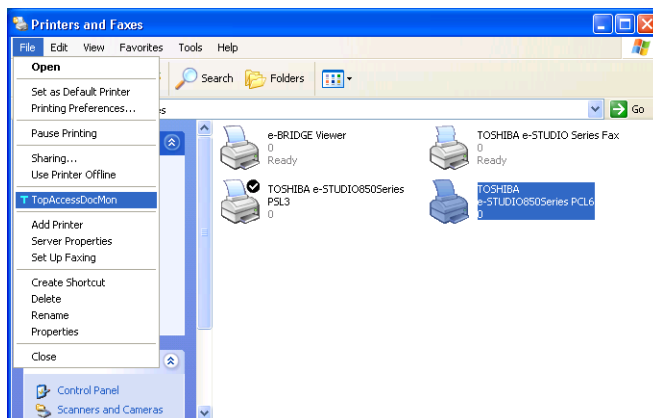 Printers and Faxes
File Edit View Favorites Tools Help
Open
Set as Default Printer
Printing Preferences...
Pause Printing
Sharing...
Use Printer Offline
TopAccessDocMon
Add Printer
Server Properties
Set Up Faxing
Create Shortcut
Delete
Rename
Properties
Close
Search Folders
Go
e-BRIDGE Viewer
0
Ready
TOSHIBA e-STUDIO Series Fax
0
Ready
TOSHIBA e-STUDIO850Series
PSL3
0
TOSHIBA
e-STUDIO850Series PCL6
0
Control Panel
Scanners and Cameras